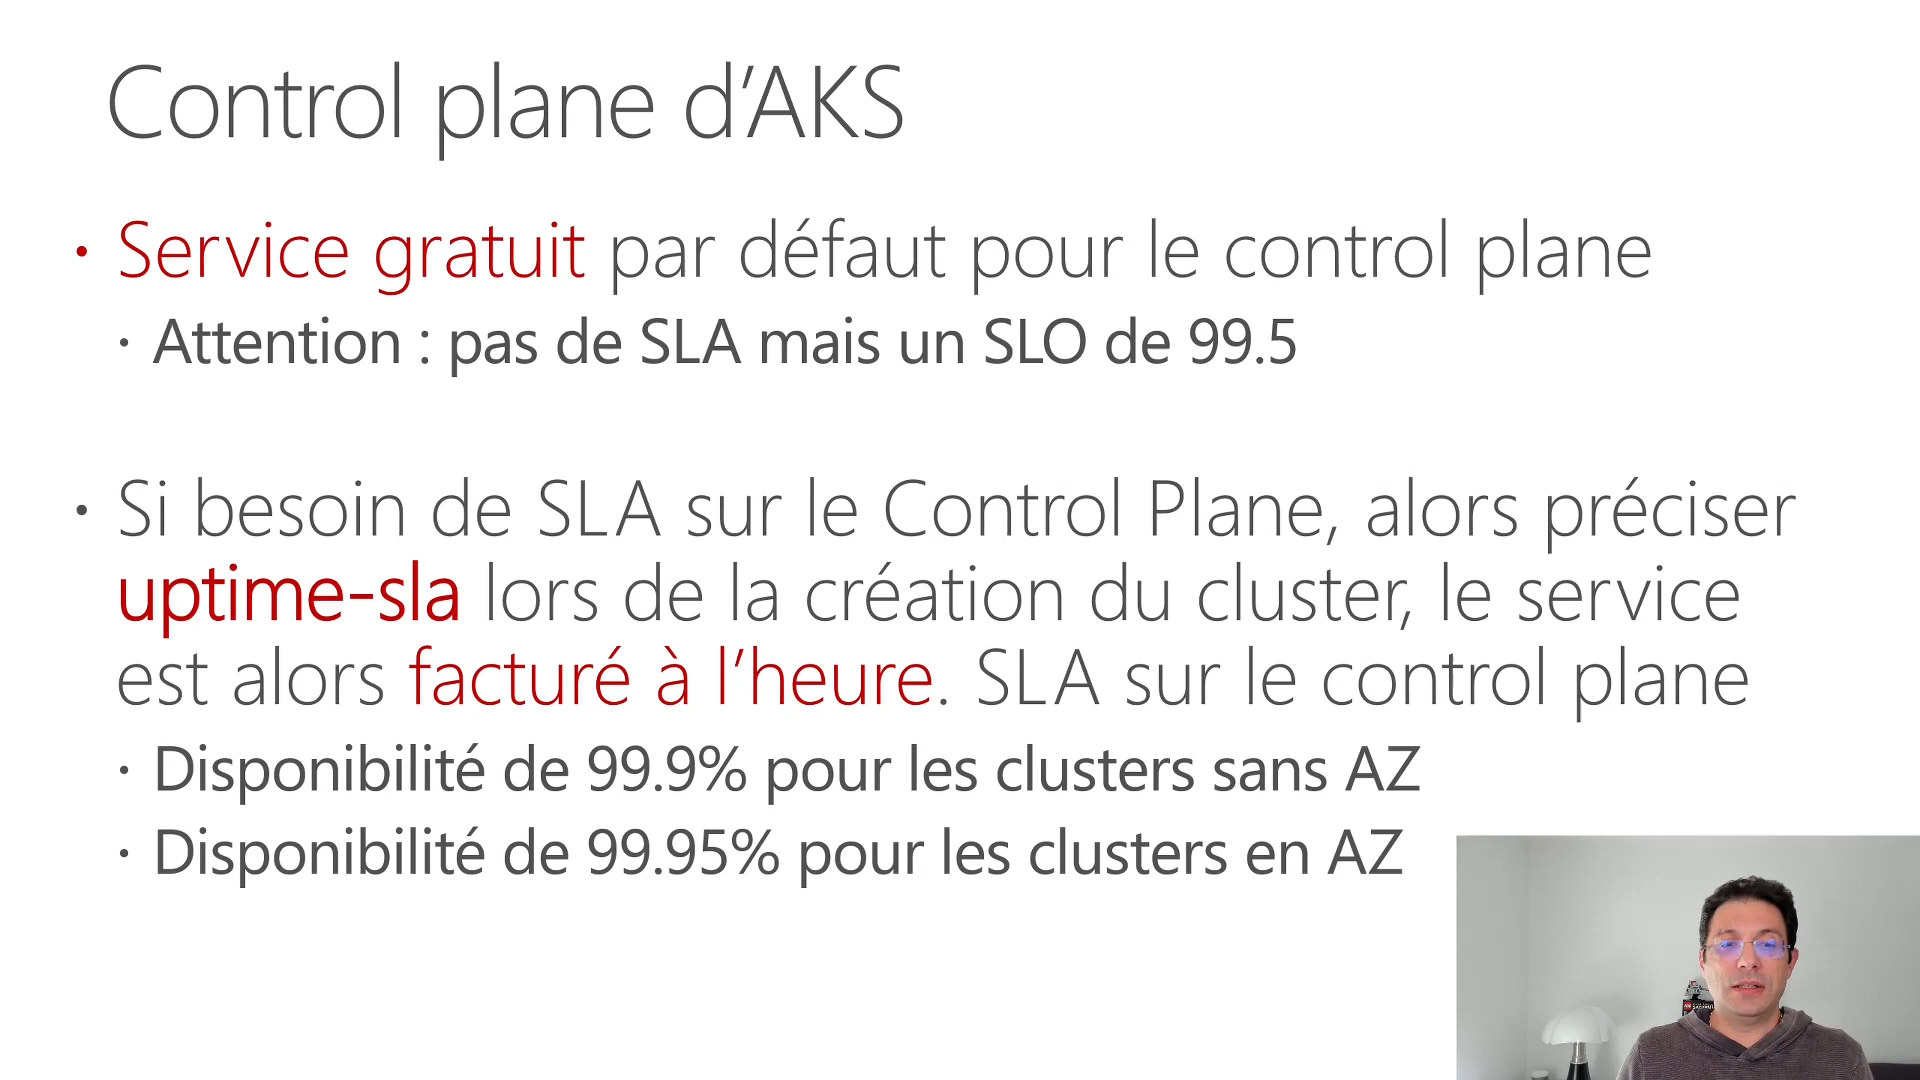 Control plane d’AKS
• Service gratuit par défaut pour le control plane
• Attention : pas de SLA mais un SLO de 99.5
• Si besoin de SLA sur le Control Plane, alors préciser
uptime-sla lors de la création du cluster, le service
est alors facturé à l’heure. SLA sur le control plane
• Disponibilité de 99.9% pour les clusters sans AZ
• Disponibilité de 99.95% pour les clusters en AZ